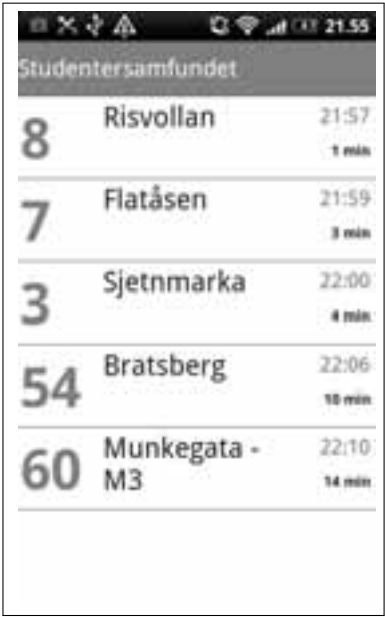 21.55
Studentersamfundet
8 Risvollan 21:57
1 min
7 Flatåsen 21:59
3 min
3 Sjetnmarka 22:00
4 min
54 Bratsberg 22:06
10 min
60 Munkegata - 22:10
M3 14 min